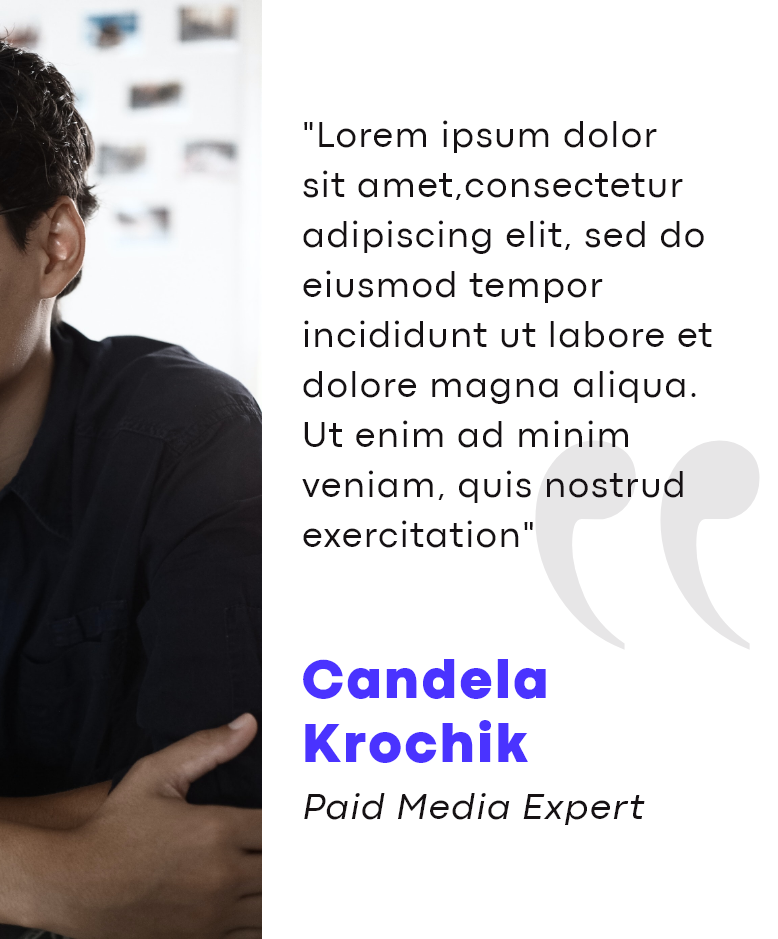 "Lorem ipsum dolor
sit amet,consectetur
adipiscing elit, sed do
eiusmod tempor
incididunt ut labore et
dolore magna aliqua.
Ut enim ad minim
veniam, quis nostrud
exercitation"
Candela
Krochik
Paid Media Expert